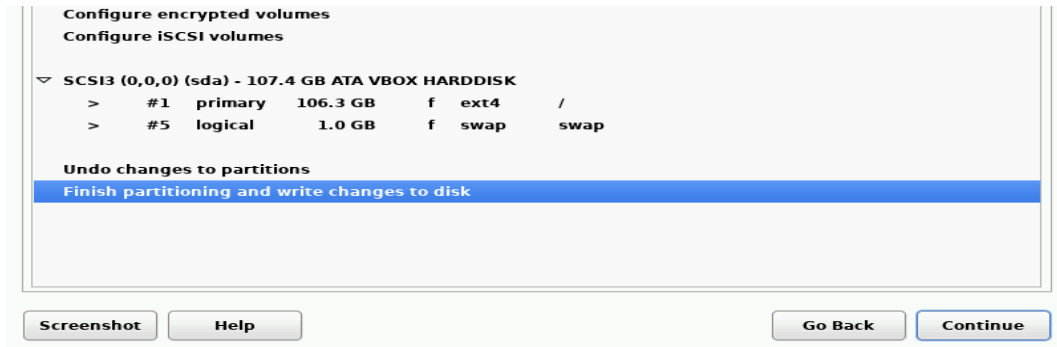 Configure encrypted volumes
Configure iSCSI volumes
SCSI3 (0,0,0) (sda) - 107.4 GB ATA VBOX HARDDISK
> #1 primary 106.3 GB f ext4 /
> #5 logical 1.0 GB f swap swap
Undo changes to partitions
Finish partitioning and write changes to disk
Screenshot Help Go Back Continue